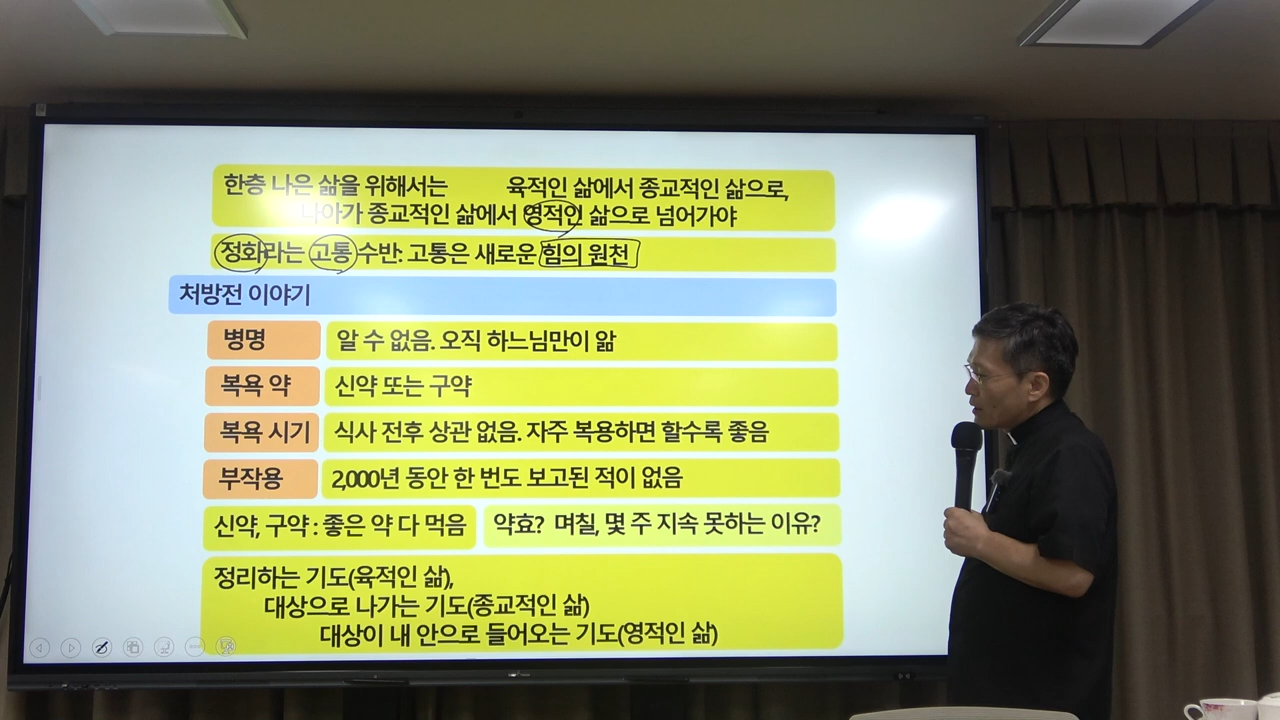 한층 나은 삶을 위해서는 육적인 삶에서 종교적인 삶으로,
나아가 종교적인 삶에서 영적인 삶으로 넘어가야
정화라는 고통 수반: 고통은 새로운 힘의 원천
처방전 이야기
병명 알 수 없음. 오직 하느님만이 앎
복욕 약 신약 또는 구약
복욕 시기 식사 전후 상관 없음. 자주 복용하면 할수록 좋음
부작용 2,000년 동안 한 번도 보고된 적이 없음
신약, 구약 : 좋은 약 다 먹음 약효? 며칠, 몇 주 지속 못하는 이유?
정리하는 기도(육적인 삶),
대상으로 나가는 기도(종교적인 삶)
대상이 내 안으로 들어오는 기도(영적인 삶)